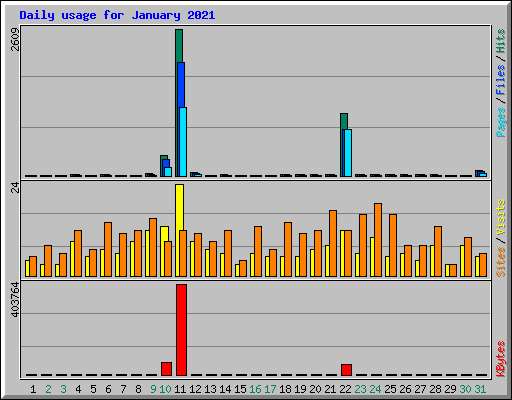 Daily usage for January 2021
2609
Pages / Files / Hits
24
Sites / Visits
403764
KBytes
1 2 3 4 5 6 7 8 9 10 11 12 13 14 15 16 17 18 19 20 21 22 23 24 25 26 27 28 29 30 31